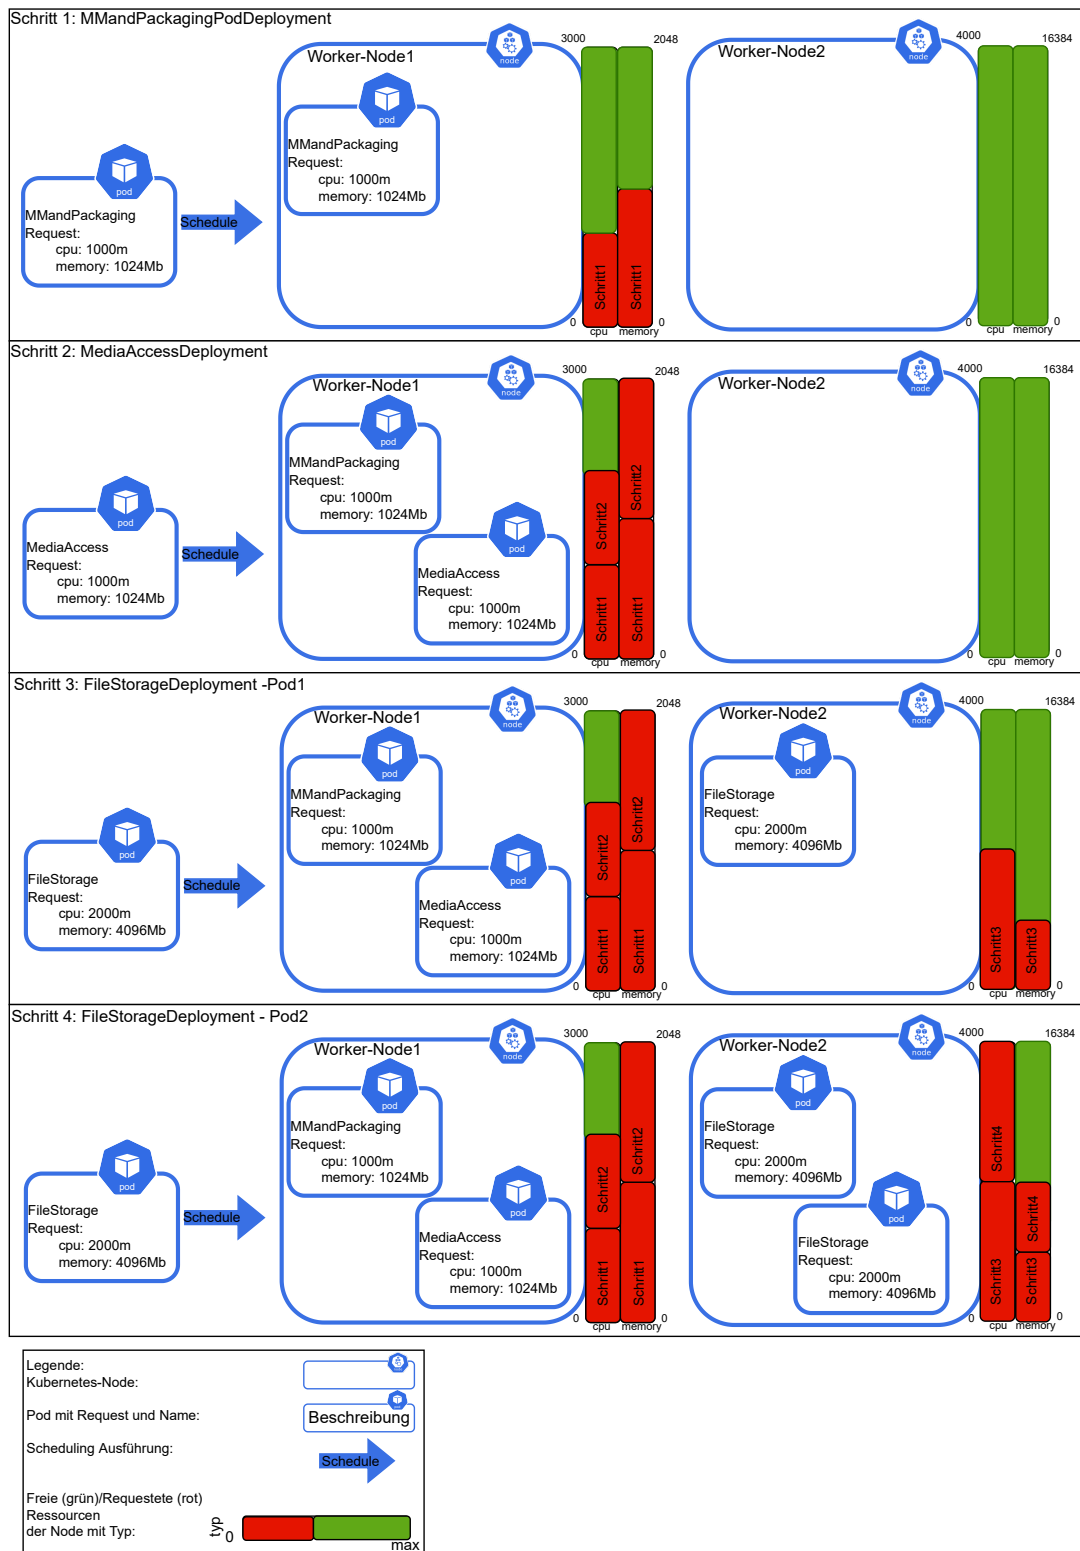 Schritt 1: MMandPackagingPodDeployment
Worker-Node1
node
3000
2048
Worker-Node2
node
4000
16384
pod
MMandPackaging
Request:
cpu: 1000m
memory: 1024Mb
pod
MMandPackaging
Request:
cpu: 1000m
memory: 1024Mb
Schedule
Schritt1
Schritt1
0
cpu
memory
0
0
0
Schritt 2: MediaAccessDeployment
Worker-Node1
node
3000
2048
Worker-Node2
node
4000
16384
pod
MMandPackaging
Request:
cpu: 1000m
memory: 1024Mb
pod
MediaAccess
Request:
cpu: 1000m
memory: 1024Mb
Schedule
pod
MediaAccess
Request:
cpu: 1000m
memory: 1024Mb
Schritt2
Schritt1
Schritt2
Schritt1
0
cpu
memory
0
0
cpu
memory
0
Schritt 3: FileStorageDeployment -Pod1
Worker-Node1
node
3000
2048
Worker-Node2
node
4000
16384
pod
MMandPackaging
Request:
cpu: 1000m
memory: 1024Mb
pod
FileStorage
Request:
cpu: 2000m
memory: 4096Mb
Schedule
pod
MediaAccess
Request:
cpu: 1000m
memory: 1024Mb
Schritt2
Schritt1
Schritt2
Schritt1
pod
FileStorage
Request:
cpu: 2000m
memory: 4096Mb
Schritt3
Schritt3
0
cpu
memory
0
0
cpu
memory
0
Schritt 4: FileStorageDeployment - Pod2
Worker-Node1
node
3000
2048
Worker-Node2
node
4000
16384
pod
MMandPackaging
Request:
cpu: 1000m
memory: 1024Mb
pod
FileStorage
Request:
cpu: 2000m
memory: 4096Mb
Schedule
pod
MediaAccess
Request:
cpu: 1000m
memory: 1024Mb
Schritt2
Schritt1
Schritt2
Schritt1
pod
FileStorage
Request:
cpu: 2000m
memory: 4096Mb
pod
FileStorage
Request:
cpu: 2000m
memory: 4096Mb
Schritt4
Schritt3
Schritt4
Schritt3
0
cpu
memory
0
0
cpu
memory
0
Legende:
Kubernetes-Node:
node
Pod mit Request und Name:
pod
Beschreibung
Scheduling Ausführung:
Schedule
Freie (grün)/Requestete (rot)
Ressourcen
der Node mit Typ:
typ
0
max